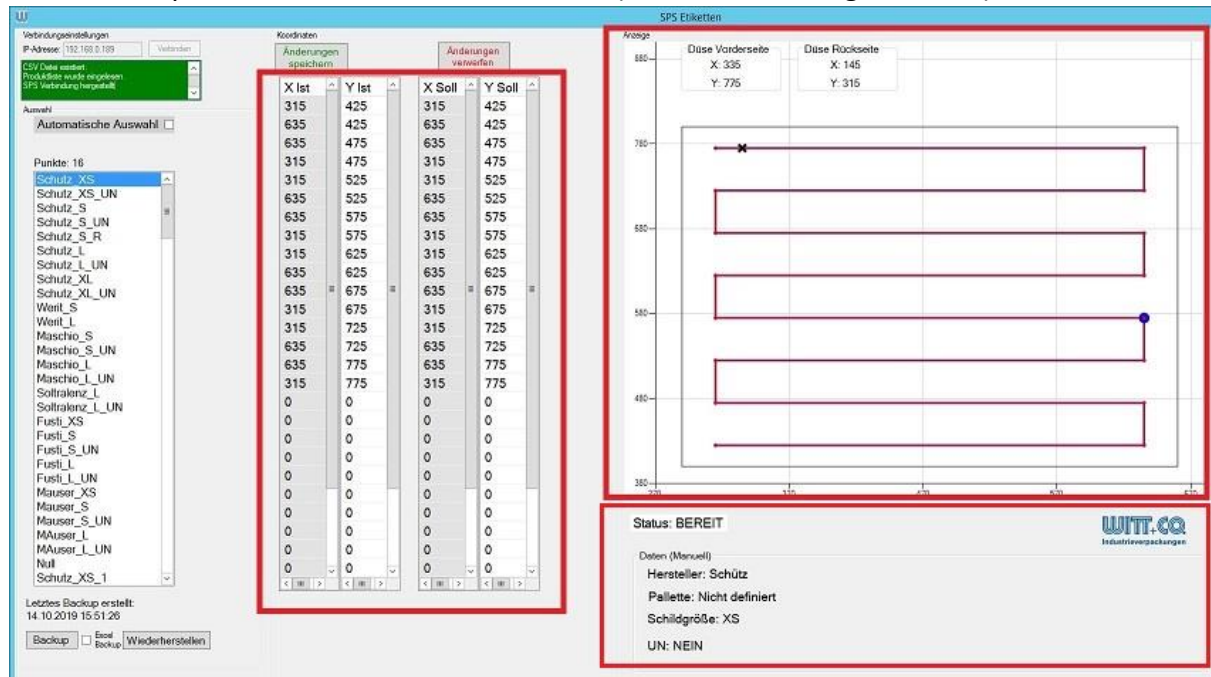 SPS Etiketten
Verbindungseinstellungen
IP-Adresse: 192.168.0.189 Verbinden
CSV Datei existiert.
Produktliste wurde eingelesen.
SPS Verbindung hergestellt
Auswahl
Automatische Auswahl
Punkte: 16
Schutz_XS
Schutz_XS_UN
Schutz_S
Schutz_S_UN
Schutz_S_R
Schutz_L
Schutz_L_UN
Schutz_XL
Schutz_XL_UN
Werit_S
Werit_L
Maschio_S
Maschio_S_UN
Maschio_L
Maschio_L_UN
Soltralenz_L
Soltralenz_L_UN
Fusti_XS
Fusti_S
Fusti_S_UN
Fusti_L
Fusti_L_UN
Mauser_XS
Mauser_S
Mauser_S_UN
MAuser_L
MAuser_L_UN
Null
Schutz_XS_1
Letztes Backup erstellt:
14.10.2019 15:51:26
Backup Excel Backup Wiederherstellen
Koordinaten
Änderungen speichern
Änderungen verwerfen
X Ist Y Ist X Soll Y Soll
315 425 315 425
635 425 635 425
635 475 635 475
315 475 315 475
315 525 315 525
635 525 635 525
635 575 635 575
315 575 315 575
315 625 315 625
635 625 635 625
635 675 635 675
315 675 315 675
315 725 315 725
635 725 635 725
635 775 635 775
315 775 315 775
0 0 0 0
0 0 0 0
0 0 0 0
0 0 0 0
0 0 0 0
0 0 0 0
0 0 0 0
0 0 0 0
0 0 0 0
0 0 0 0
Anzeige
Düse Vorderseite
X: 335
Y: 775
Düse Rückseite
X: 145
Y: 315
880
780
680
580
480
380
270 370 470 570 670
Status: BEREIT
WITT+CO
Industrieverpackungen
Daten (Manuell)
Hersteller: Schütz
Pallette: Nicht definiert
Schildgröße: XS
UN: NEIN